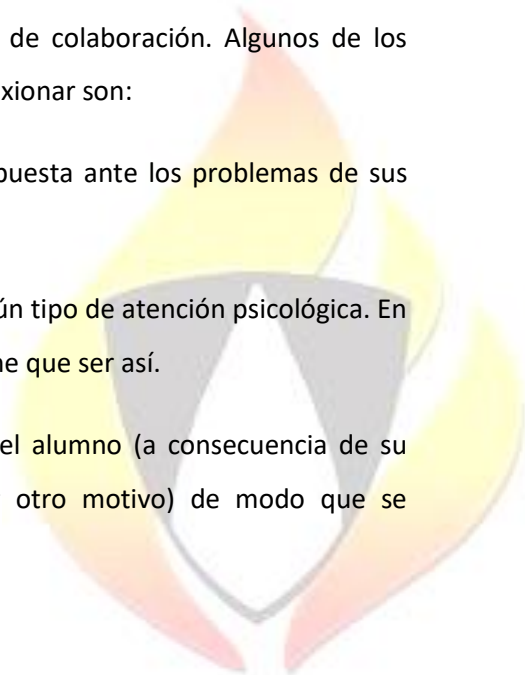 de colaboración. Algunos de los
xionar son:
puesta ante los problemas de sus
ún tipo de atención psicológica. En
ne que ser así.
el alumno (a consecuencia de su
otro motivo) de modo que se